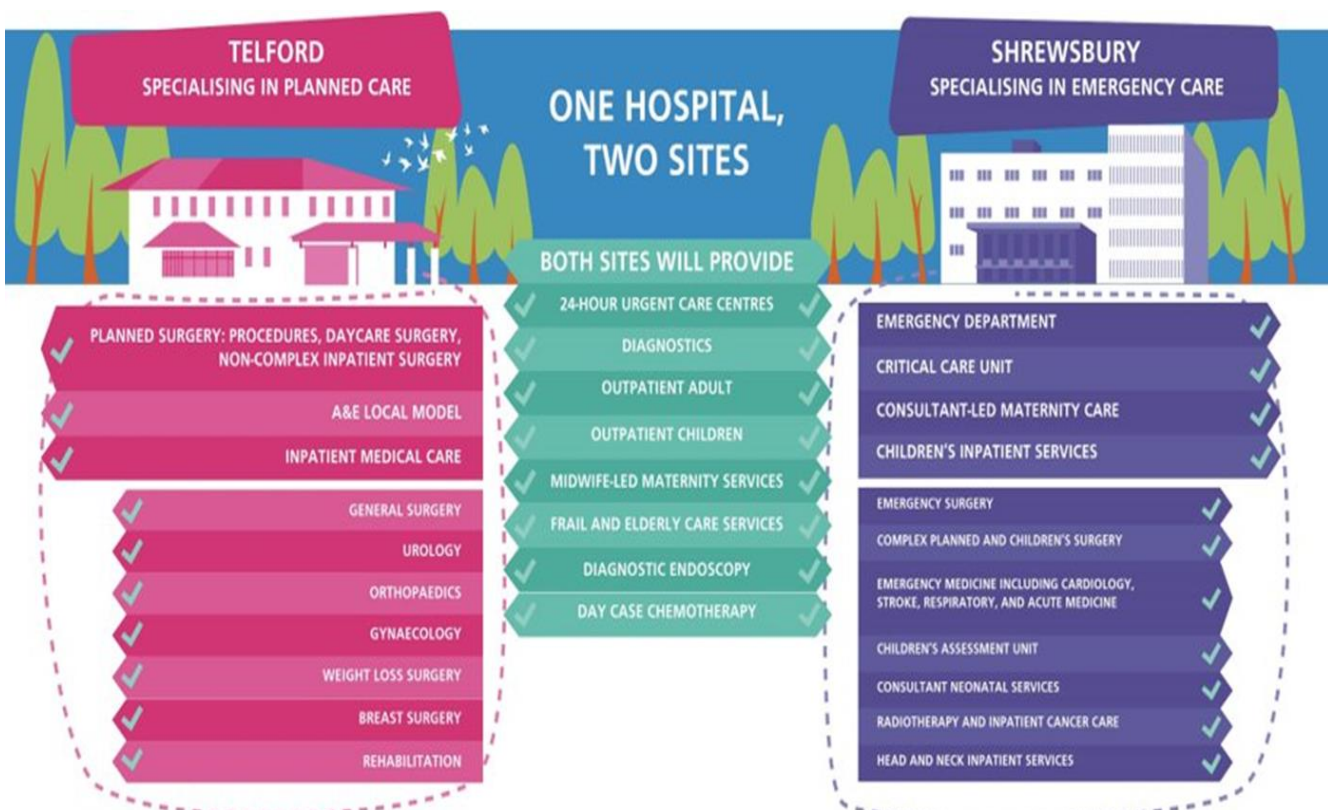 TELFORD
SPECIALISING IN PLANNED CARE
ONE HOSPITAL,
TWO SITES
SHREWSBURY
SPECIALISING IN EMERGENCY CARE
PLANNED SURGERY: PROCEDURES, DAYCARE SURGERY,
NON-COMPLEX INPATIENT SURGERY
A&E LOCAL MODEL
INPATIENT MEDICAL CARE
GENERAL SURGERY
UROLOGY
ORTHOPAEDICS
GYNAECOLOGY
WEIGHT LOSS SURGERY
BREAST SURGERY
REHABILITATION
BOTH SITES WILL PROVIDE
24-HOUR URGENT CARE CENTRES
DIAGNOSTICS
OUTPATIENT ADULT
OUTPATIENT CHILDREN
MIDWIFE-LED MATERNITY SERVICES
FRAIL AND ELDERLY CARE SERVICES
DIAGNOSTIC ENDOSCOPY
DAY CASE CHEMOTHERAPY
EMERGENCY DEPARTMENT
CRITICAL CARE UNIT
CONSULTANT-LED MATERNITY CARE
CHILDREN'S INPATIENT SERVICES
EMERGENCY SURGERY
COMPLEX PLANNED AND CHILDREN'S SURGERY
EMERGENCY MEDICINE INCLUDING CARDIOLOGY,
STROKE, RESPIRATORY, AND ACUTE MEDICINE
CHILDREN'S ASSESSMENT UNIT
CONSULTANT NEONATAL SERVICES
RADIOTHERAPY AND INPATIENT CANCER CARE
HEAD AND NECK INPATIENT SERVICES